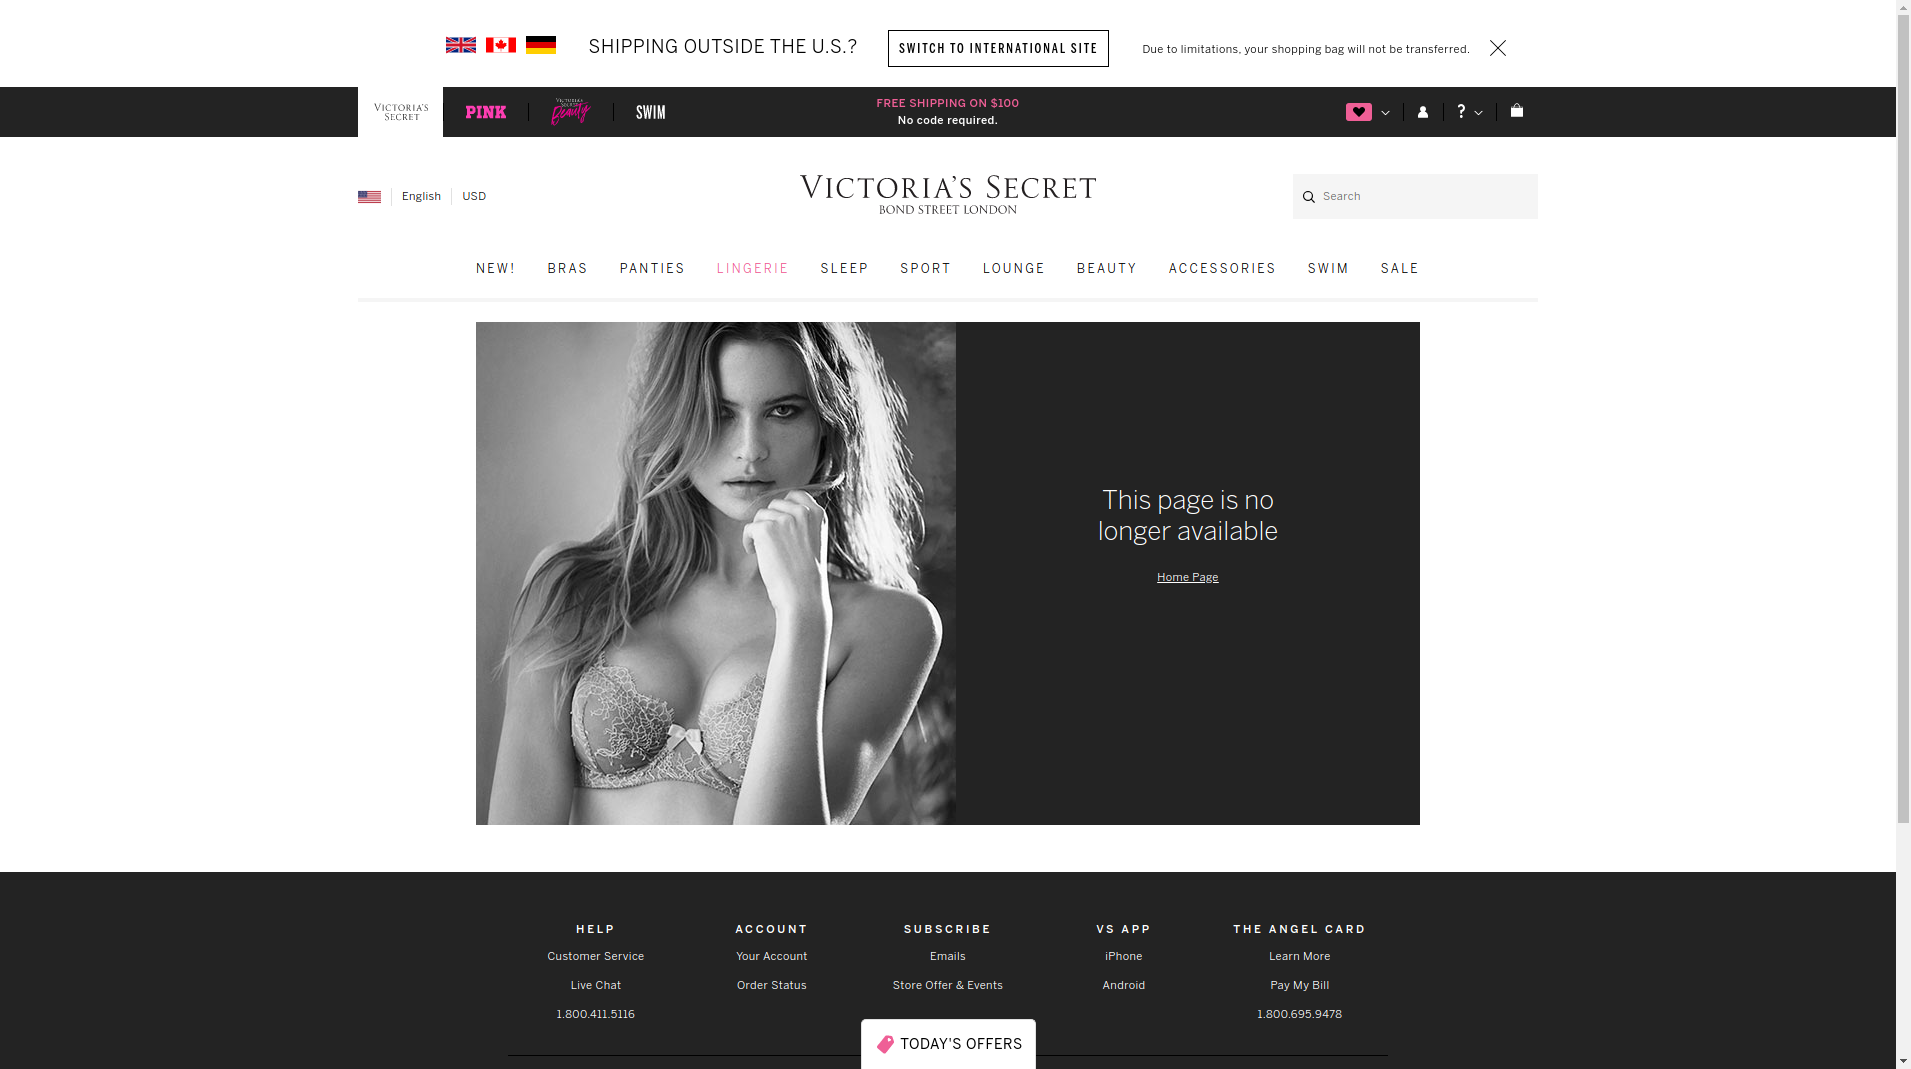 SHIPPING OUTSIDE THE U.S.?
SWITCH TO INTERNATIONAL SITE
Due to limitations, your shopping bag will not be transferred.
VICTORIA'S
SECRET
PINK
VICTORIA'S
SECRET
Beauty
SWIM
FREE SHIPPING ON $100
No code required.
?
English
USD
VICTORIA'S SECRET
BOND STREET LONDON
Search
NEW! BRAS PANTIES LINGERIE SLEEP SPORT LOUNGE BEAUTY ACCESSORIES SWIM SALE
This page is no
longer available
Home Page
HELP
Customer Service
Live Chat
1.800.411.5116
ACCOUNT
Your Account
Order Status
SUBSCRIBE
Emails
Store Offer & Events
VS APP
iPhone
Android
THE ANGEL CARD
Learn More
Pay My Bill
1.800.695.9478
TODAY'S OFFERS